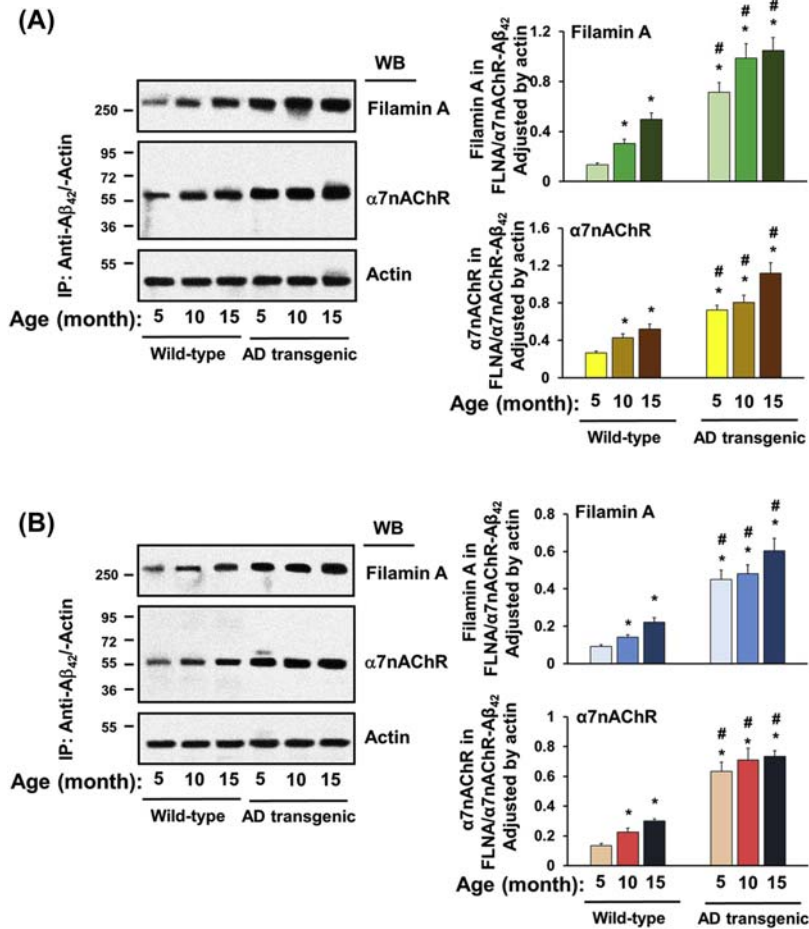 (A)
WB
250
Filamin A
95
72
55
36
α7nAChR
55
Actin
IP: Anti-Aβ42/-Actin
Age (month): 5 10 15 5 10 15
Wild-type AD transgenic
Filamin A
Filamin A in
FLNA/α7nAChR-Aβ42
Adjusted by actin
1.2
0.8
0.4
0
* * # * # * # *
α7nAChR
α7nAChR in
FLNA/α7nAChR-Aβ42
Adjusted by actin
1.6
1.2
0.8
0.4
0
* * # * # * # *
Age (month): 5 10 15 5 10 15
Wild-type AD transgenic
(B)
WB
250
Filamin A
95
72
55
36
α7nAChR
55
Actin
IP: Anti-Aβ42/-Actin
Age (month): 5 10 15 5 10 15
Wild-type AD transgenic
Filamin A
Filamin A in
FLNA/α7nAChR-Aβ42
Adjusted by actin
0.8
0.6
0.4
0.2
0
* * # * # * # *
α7nAChR
α7nAChR in
FLNA/α7nAChR-Aβ42
Adjusted by actin
1
0.8
0.6
0.4
0.2
0
* * # * # * # *
Age (month): 5 10 15 5 10 15
Wild-type AD transgenic